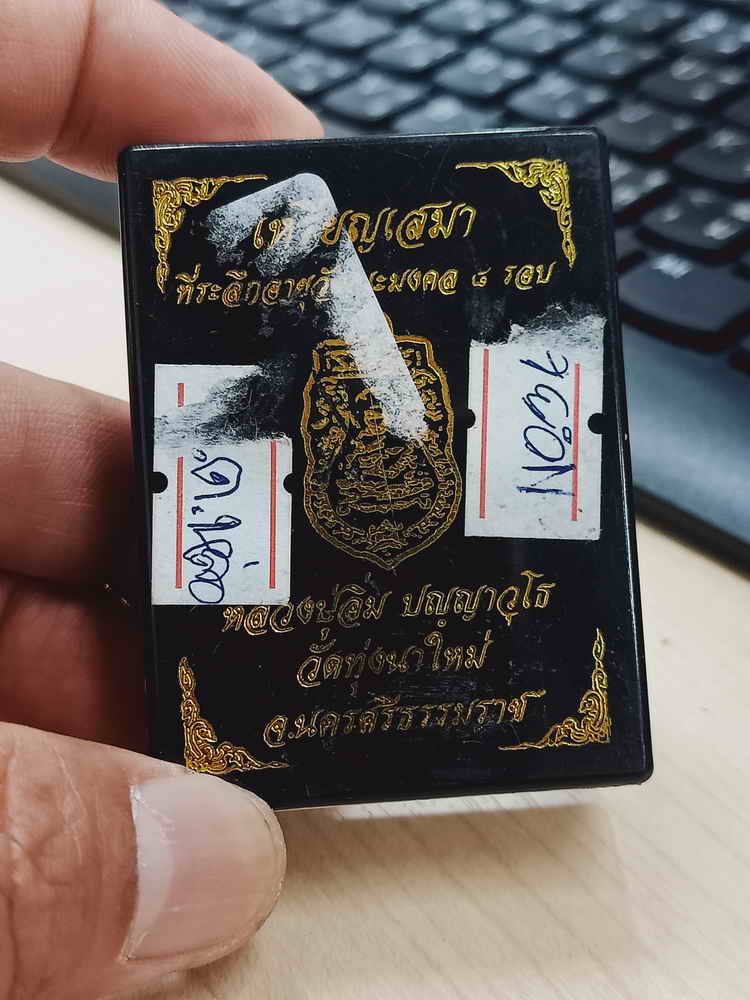 เหรียญเสมา
ที่ระลึกอายุวัฒนะมงคล ๘ รอบ
หลวงปู่อิ่ม ปญฺญาวุโธ
วัดทุ่งนาใหม่
จ.นครศรีธรรมราช